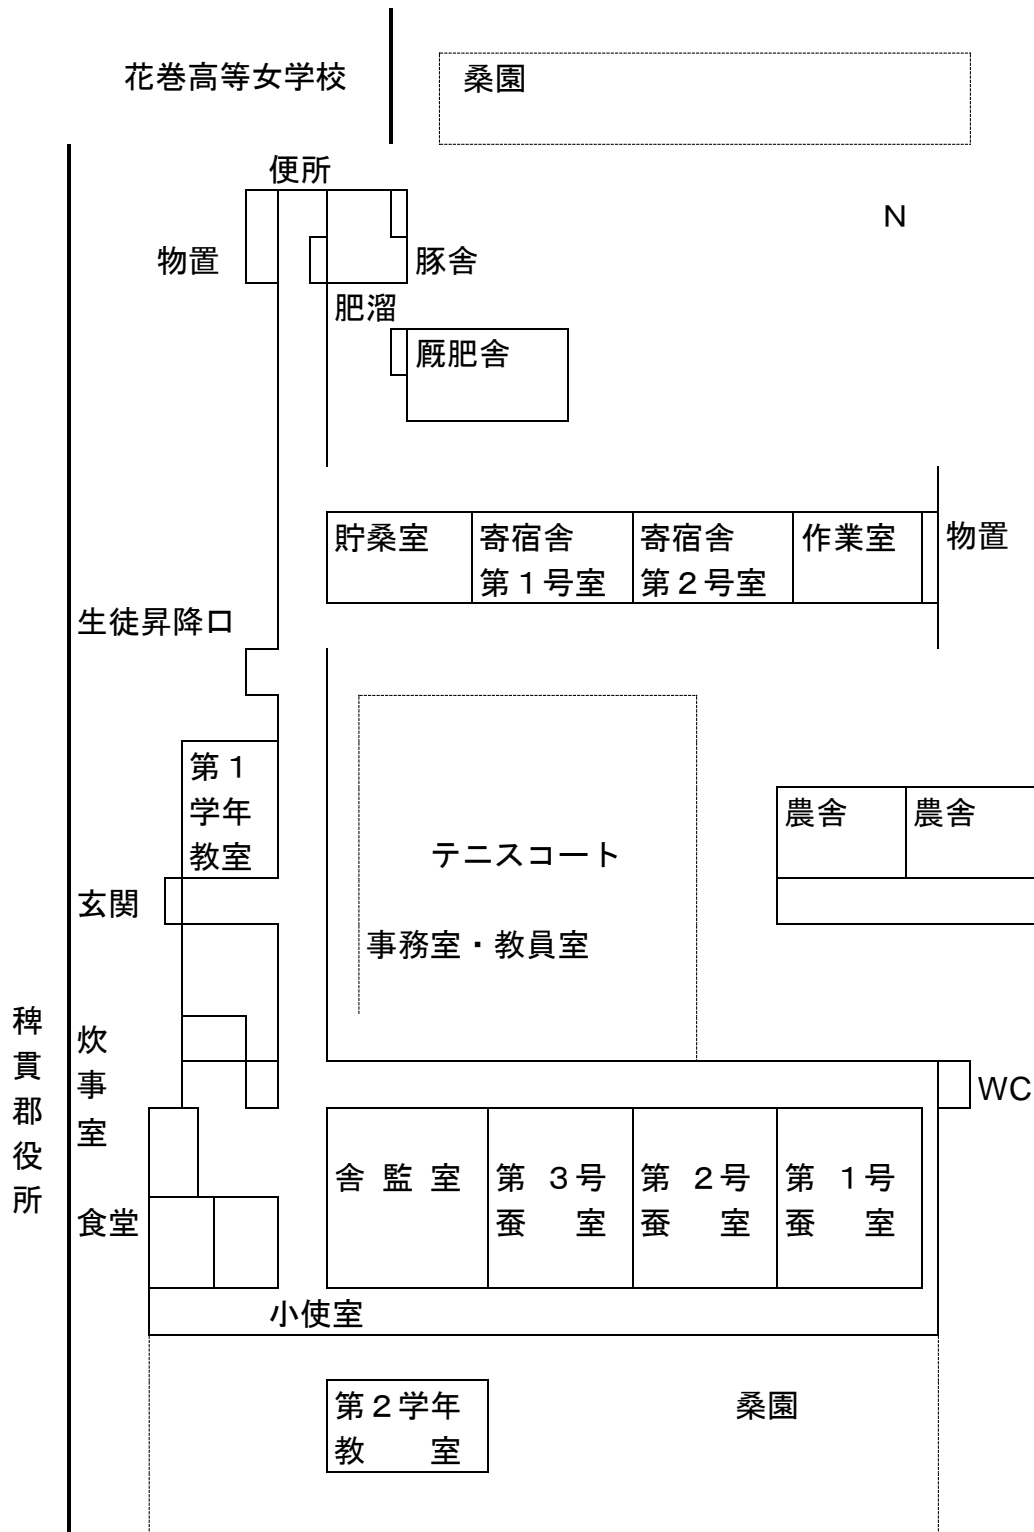 花巻高等女学校
桑園
便所
N
物置
豚舎
肥溜
厩肥舎
貯桑室
寄宿舎
第1号室
寄宿舎
第2号室
作業室
物置
生徒昇降口
第1
学年
教室
農舎
農舎
テニスコート
玄関
事務室・教員室
稗貫郡役所
炊事室
WC
舎監室
第3号
蚕室
第2号
蚕室
第1号
蚕室
食堂
小使室
第2学年
教室
桑園